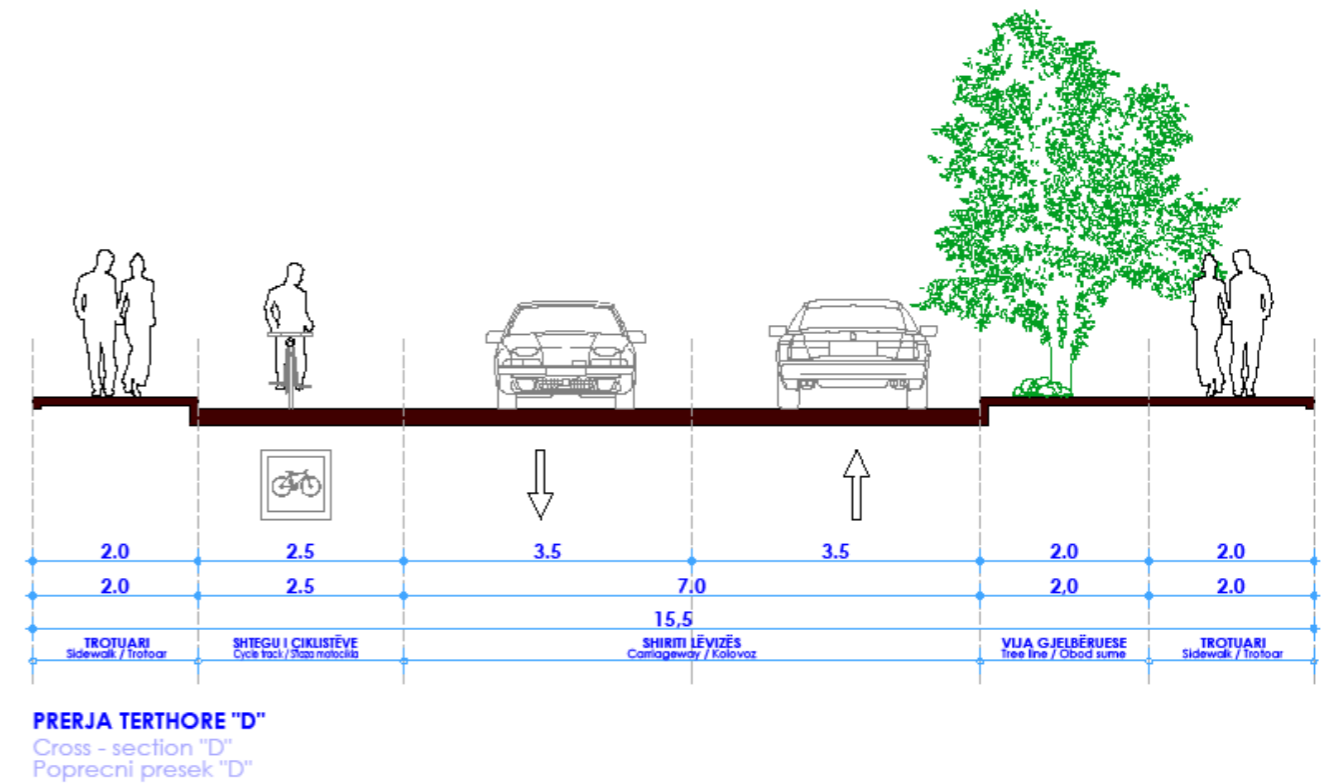 2.0 2.5 3.5 3.5 2.0 2.0
2.0 2.5 7.0 2,0 2.0
15,5
TROTUARI SHTEGU I ÇIKLISTËVE SHIRITI LËVIZËS VIJA GJELBËRUESE TROTUARI
Sidewalk / Trotoar Cycle track / Staza motocikla Carriageway / Kolovoz Tree line / Obod sume Sidewalk / Trotoar
PRERJA TERTHORE "D"
Cross - section "D"
Poprecni presek "D"